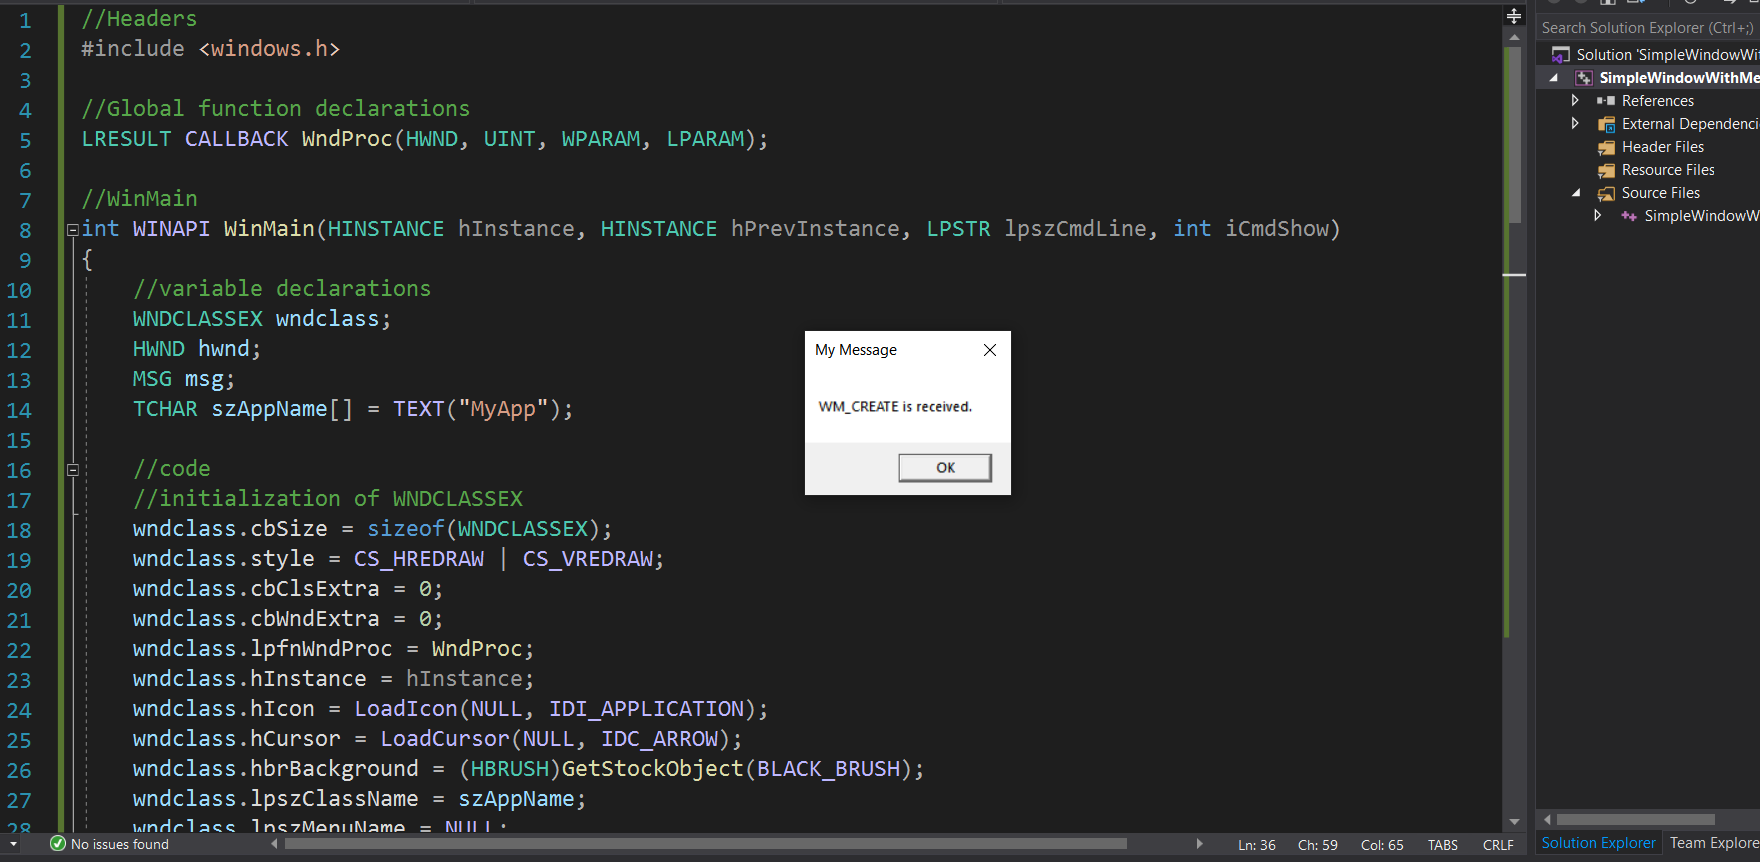 1 //Headers
2 #include <windows.h>
3
4 //Global function declarations
5 LRESULT CALLBACK WndProc(HWND, UINT, WPARAM, LPARAM);
6
7 //WinMain
8 int WINAPI WinMain(HINSTANCE hInstance, HINSTANCE hPrevInstance, LPSTR lpszCmdLine, int iCmdShow)
9 {
10 //variable declarations
11 WNDCLASSEX wndclass;
12 HWND hwnd;
13 MSG msg;
14 TCHAR szAppName[] = TEXT("MyApp");
15
16 //code
17 //initialization of WNDCLASSEX
18 wndclass.cbSize = sizeof(WNDCLASSEX);
19 wndclass.style = CS_HREDRAW | CS_VREDRAW;
20 wndclass.cbClsExtra = 0;
21 wndclass.cbWndExtra = 0;
22 wndclass.lpfnWndProc = WndProc;
23 wndclass.hInstance = hInstance;
24 wndclass.hIcon = LoadIcon(NULL, IDI_APPLICATION);
25 wndclass.hCursor = LoadCursor(NULL, IDC_ARROW);
26 wndclass.hbrBackground = (HBRUSH)GetStockObject(BLACK_BRUSH);
27 wndclass.lpszClassName = szAppName;
28 wndclass.lpszMenuName = NULL;
My Message
WM_CREATE is received.
OK
Search Solution Explorer (Ctrl+;)
Solution 'SimpleWindowWit
SimpleWindowWithMe
References
External Dependenci
Header Files
Resource Files
Source Files
SimpleWindowW
No issues found
Ln: 36 Ch: 59 Col: 65 TABS CRLF
Solution Explorer Team Explore